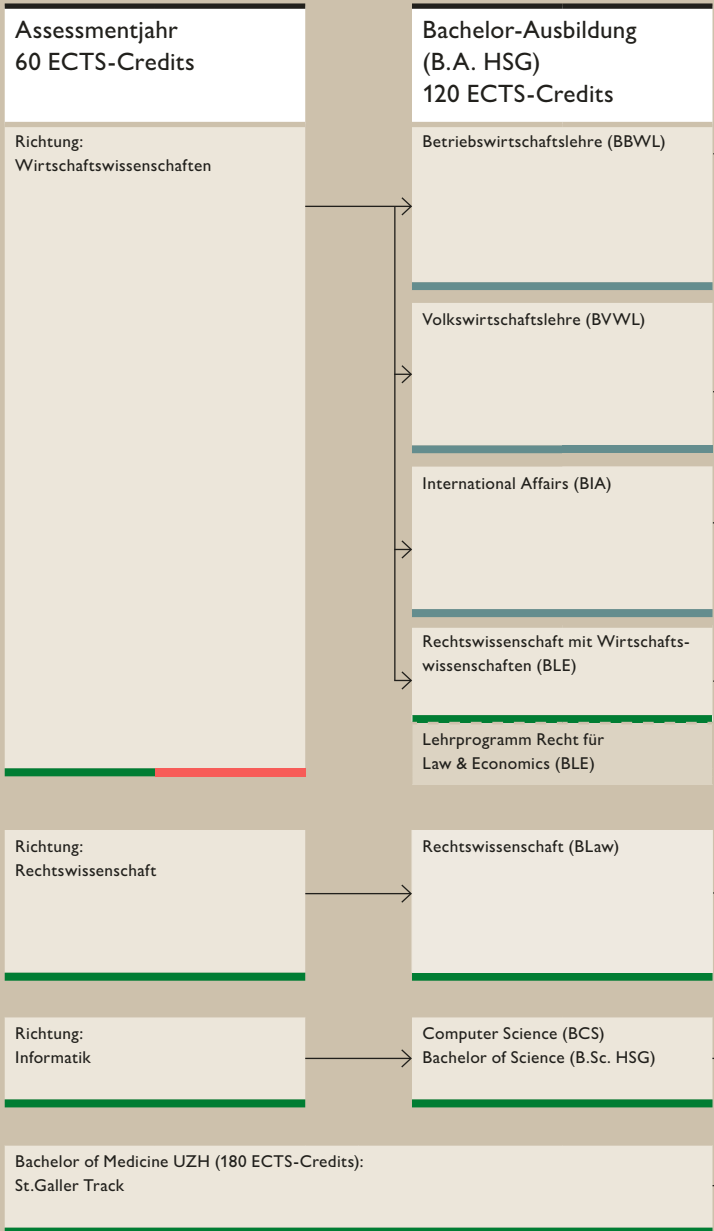 Assessmentjahr
60 ECTS-Credits
Bachelor-Ausbildung
(B.A. HSG)
120 ECTS-Credits
Richtung:
Wirtschaftswissenschaften
Betriebswirtschaftslehre (BBWL)
Volkswirtschaftslehre (BVWL)
International Affairs (BIA)
Rechtswissenschaft mit Wirtschafts-
wissenschaften (BLE)
Lehrprogramm Recht für
Law & Economics (BLE)
Richtung:
Rechtswissenschaft
Rechtswissenschaft (BLaw)
Richtung:
Informatik
Computer Science (BCS)
Bachelor of Science (B.Sc. HSG)
Bachelor of Medicine UZH (180 ECTS-Credits):
St.Galler Track